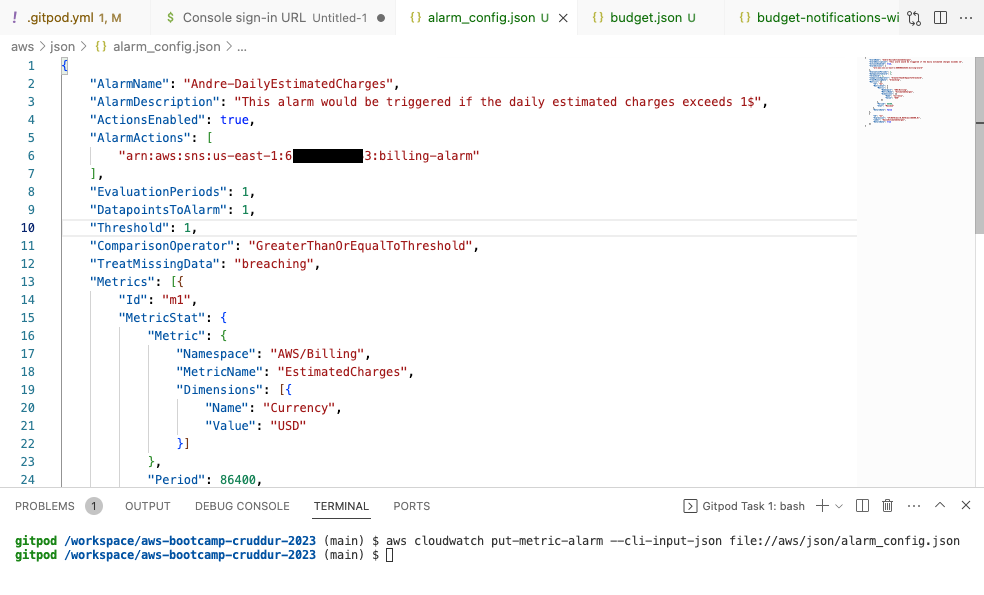 ! .gitpod.yml 1, M
$ Console sign-in URL Untitled-1 ●
{} alarm_config.json U ×
{} budget.json U
{} budget-notifications-wi
aws > json > {} alarm_config.json > ...
1 {
2 "AlarmName": "Andre-DailyEstimatedCharges",
3 "AlarmDescription": "This alarm would be triggered if the daily estimated charges exceeds 1$",
4 "ActionsEnabled": true,
5 "AlarmActions": [
6 "arn:aws:sns:us-east-1:6 3:billing-alarm"
7 ],
8 "EvaluationPeriods": 1,
9 "DatapointsToAlarm": 1,
10 "Threshold": 1,
11 "ComparisonOperator": "GreaterThanOrEqualToThreshold",
12 "TreatMissingData": "breaching",
13 "Metrics": [{
14 "Id": "m1",
15 "MetricStat": {
16 "Metric": {
17 "Namespace": "AWS/Billing",
18 "MetricName": "EstimatedCharges",
19 "Dimensions": [{
20 "Name": "Currency",
21 "Value": "USD"
22 }]
23 },
24 "Period": 86400,
PROBLEMS 1 OUTPUT DEBUG CONSOLE TERMINAL PORTS Gitpod Task 1: bash
gitpod /workspace/aws-bootcamp-cruddur-2023 (main) $ aws cloudwatch put-metric-alarm --cli-input-json file://aws/json/alarm_config.json
gitpod /workspace/aws-bootcamp-cruddur-2023 (main) $